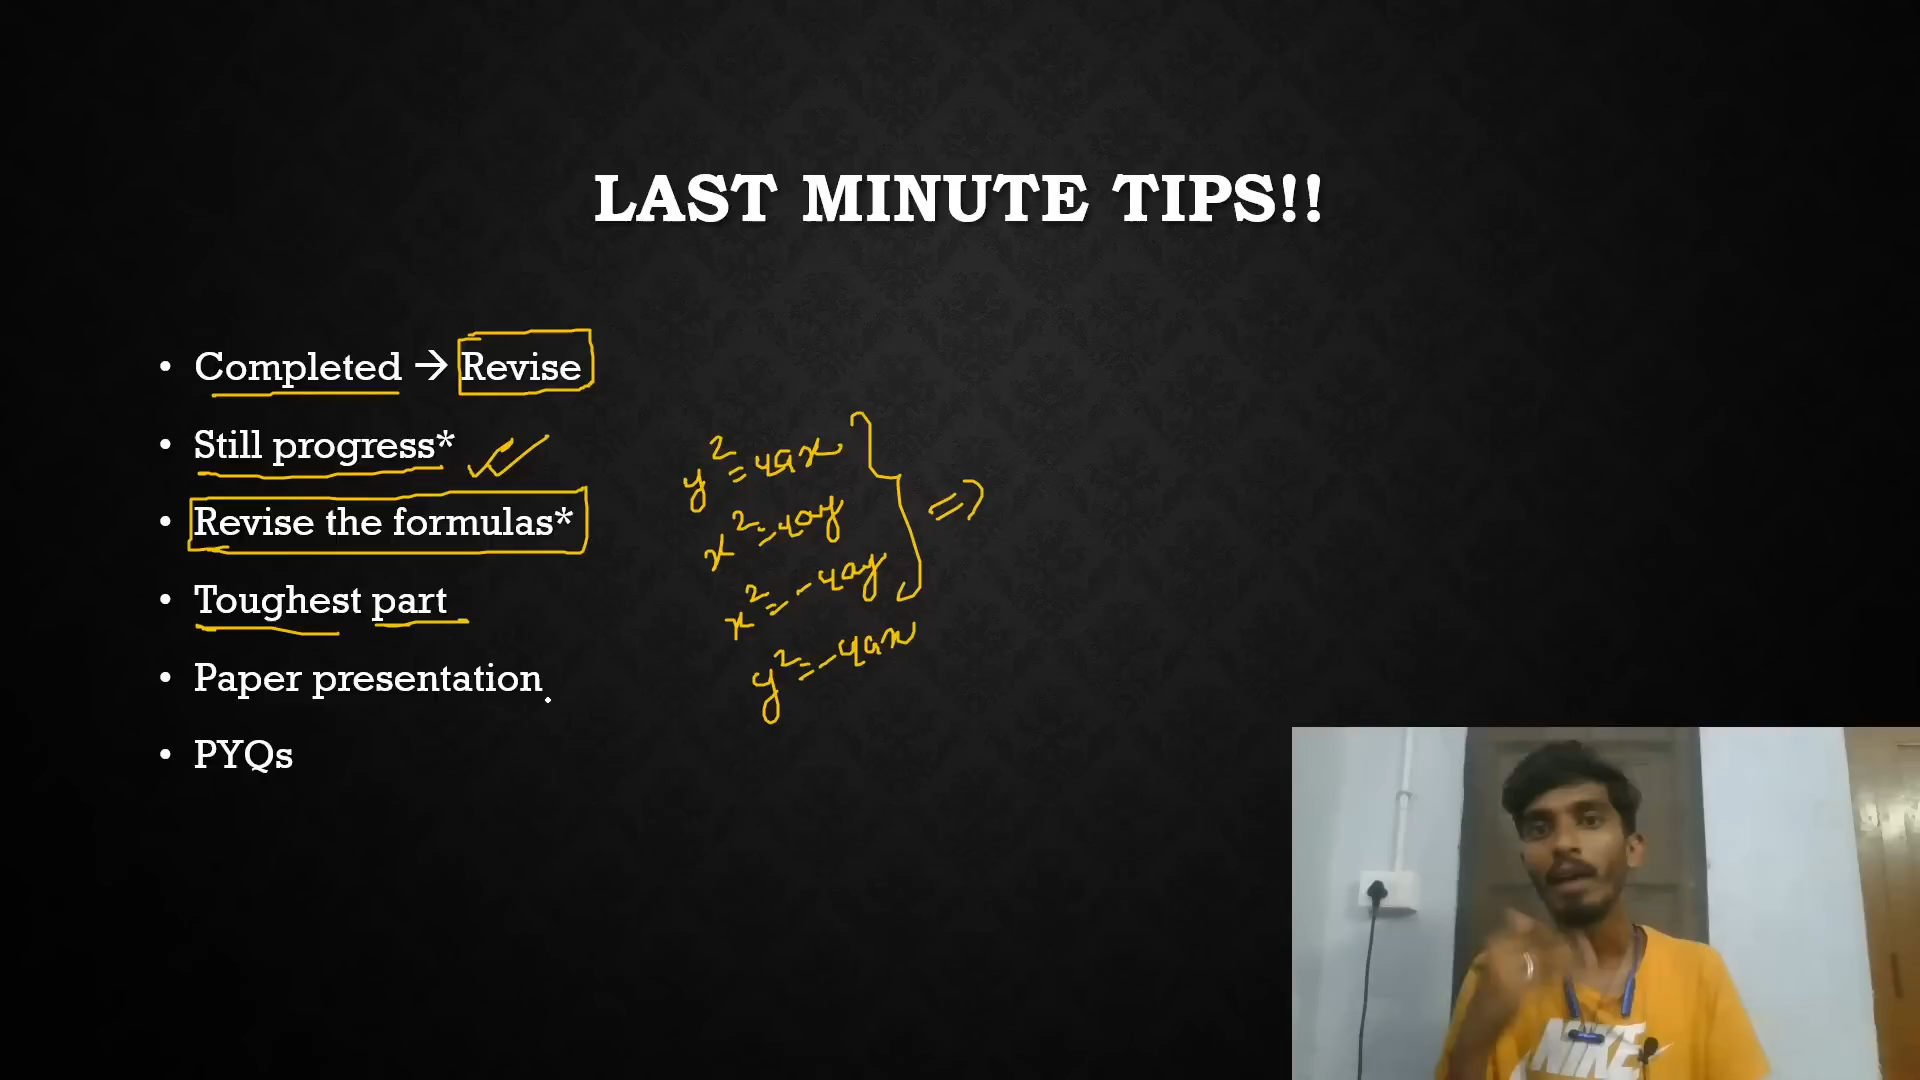 LAST MINUTE TIPS!!
• Completed → Revise
• Still progress*
• Revise the formulas*
• Toughest part
• Paper presentation
• PYQs
y²=4ax
x²=4ay
x²=-4ay
y²=-4ax
=>
NIKE